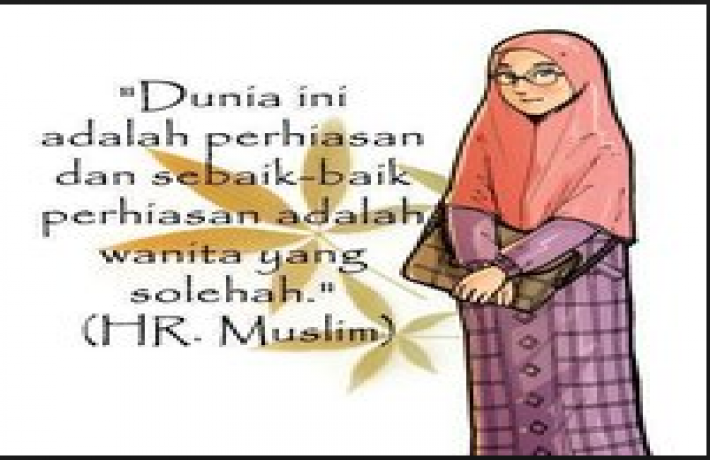 "Dunia ini
adalah perhiasan
dan sebaik-baik
perhiasan adalah
wanita yang
solehah."
(HR. Muslim)